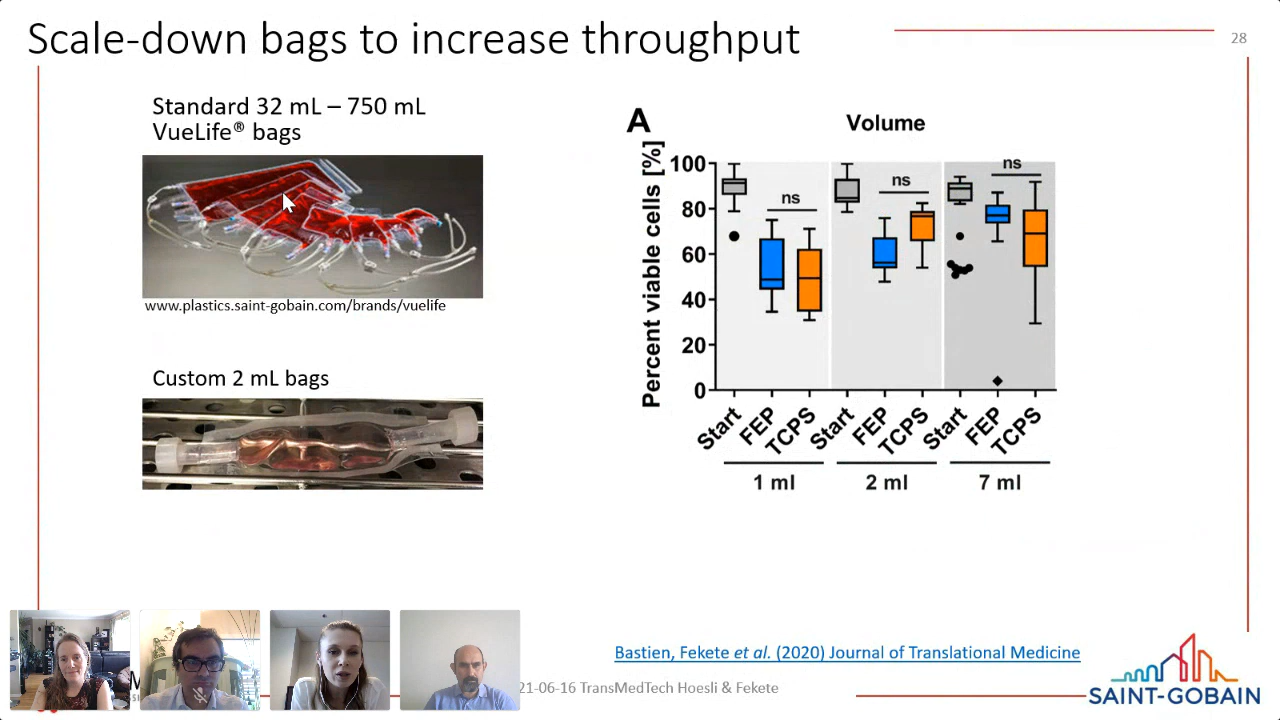 Scale-down bags to increase throughput
28
Standard 32 mL – 750 mL
VueLife® bags
www.plastics.saint-gobain.com/brands/vuelife
Custom 2 mL bags
A
Volume
Percent viable cells [%]
100
80
60
40
20
0
ns
ns
ns
Start
FEP
TCPS
Start
FEP
TCPS
Start
FEP
TCPS
1 ml
2 ml
7 ml
Bastien, Fekete et al. (2020) Journal of Translational Medicine
21-06-16 TransMedTech Hoesli & Fekete
SAINT-GOBAIN